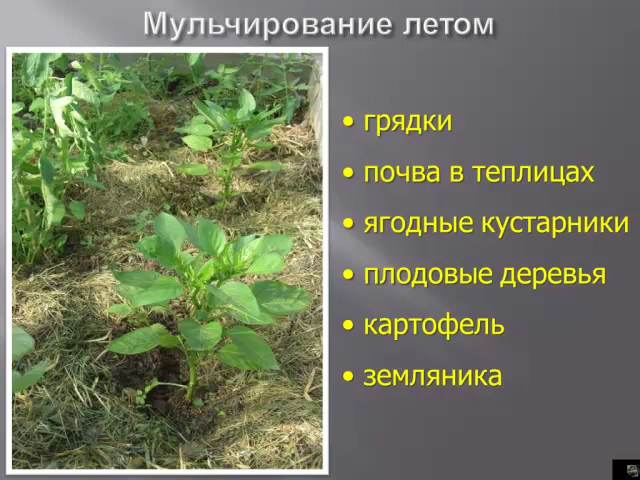 Мульчирование летом
• грядки
• почва в теплицах
• ягодные кустарники
• плодовые деревья
• картофель
• земляника